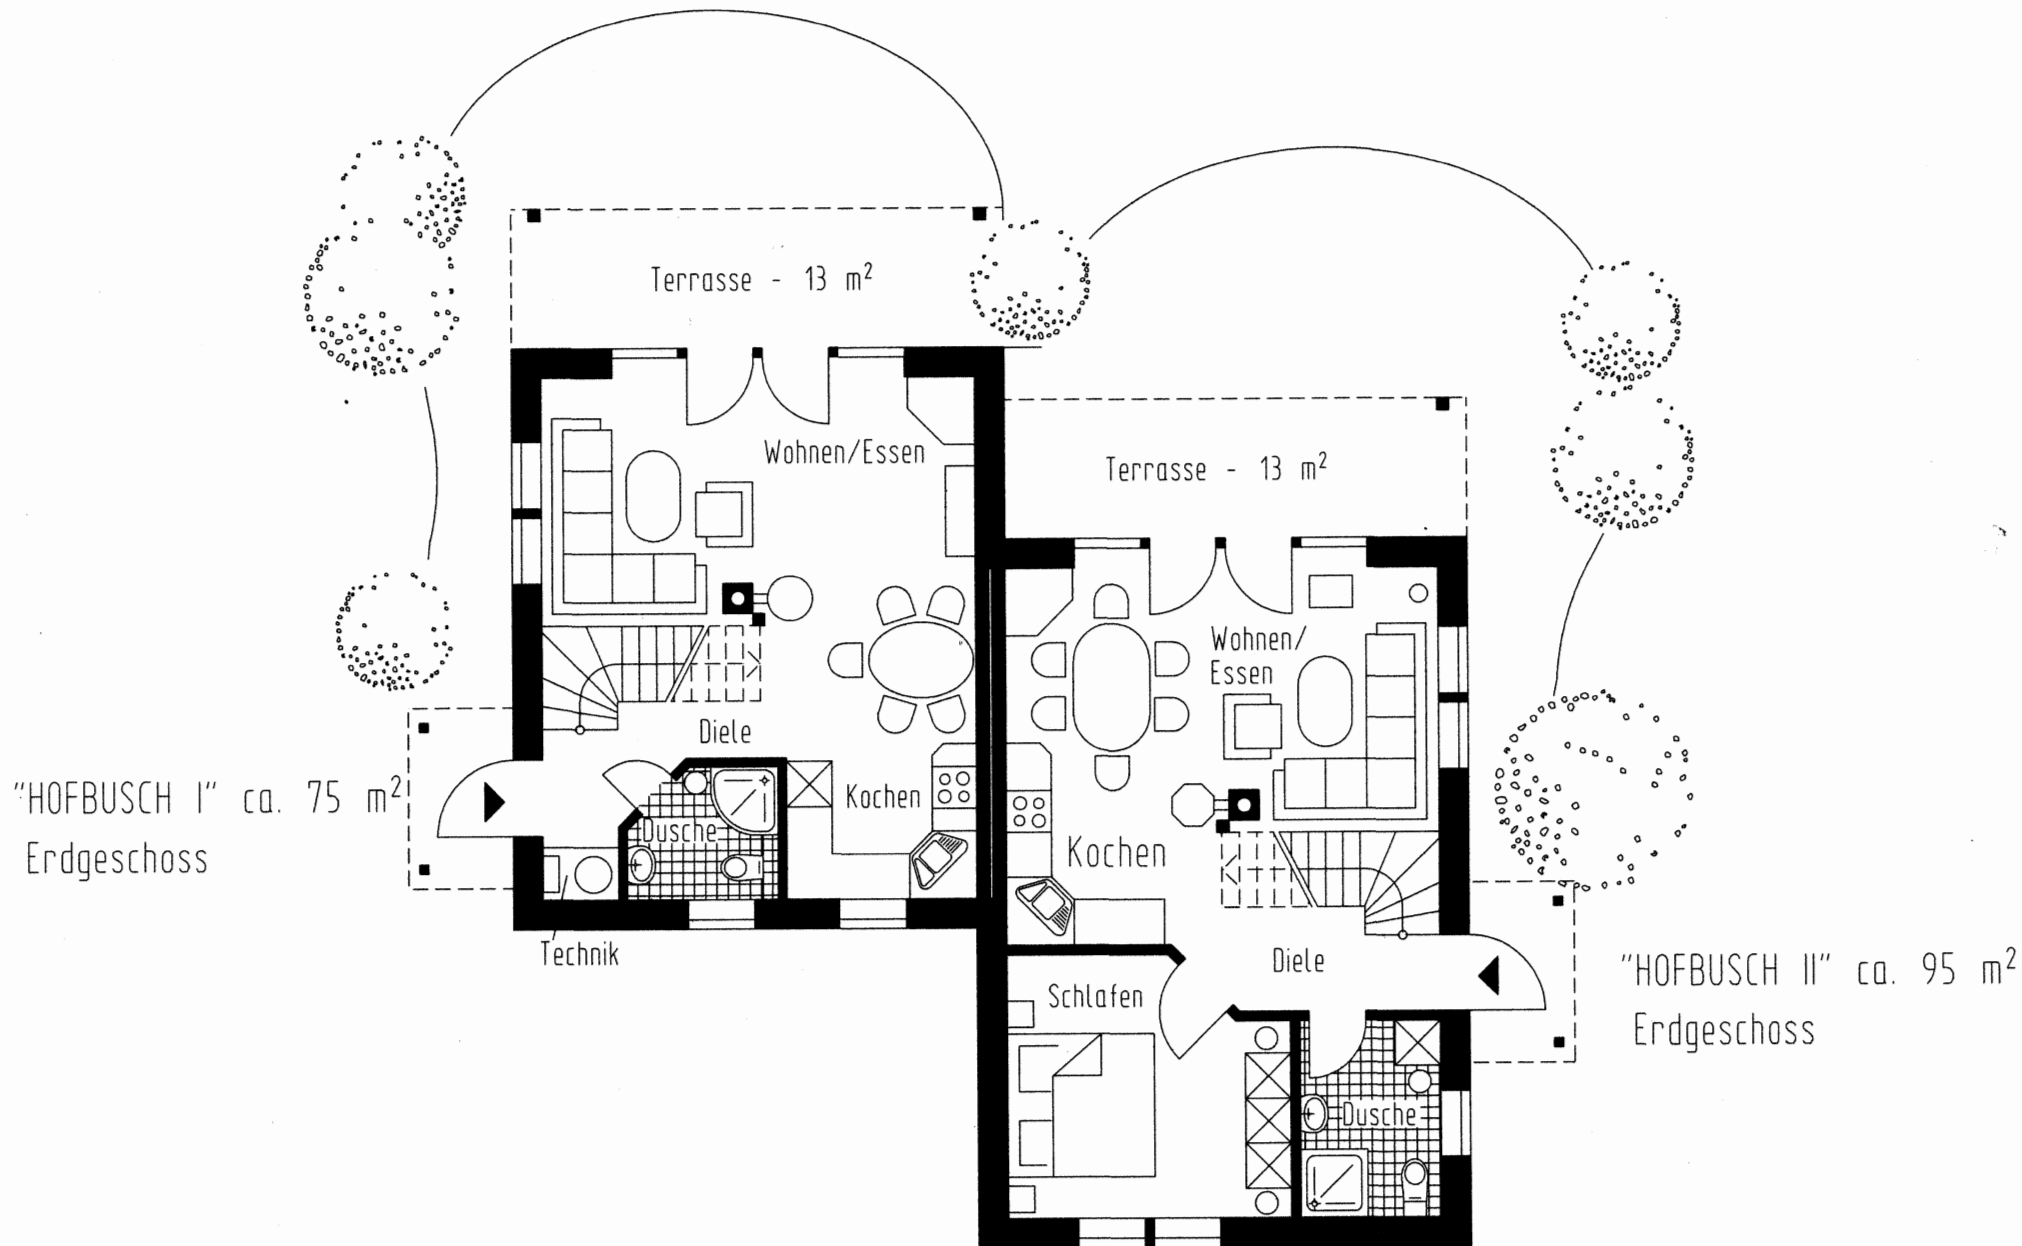 Terrasse - 13 m²
Wohnen/Essen
Terrasse - 13 m²
Wohnen/
Essen
Diele
"HOFBUSCH I" ca. 75 m²
Erdgeschoss
Kochen
Dusche
Kochen
Technik
Diele
"HOFBUSCH II" ca. 95 m²
Erdgeschoss
Schlafen
Dusche